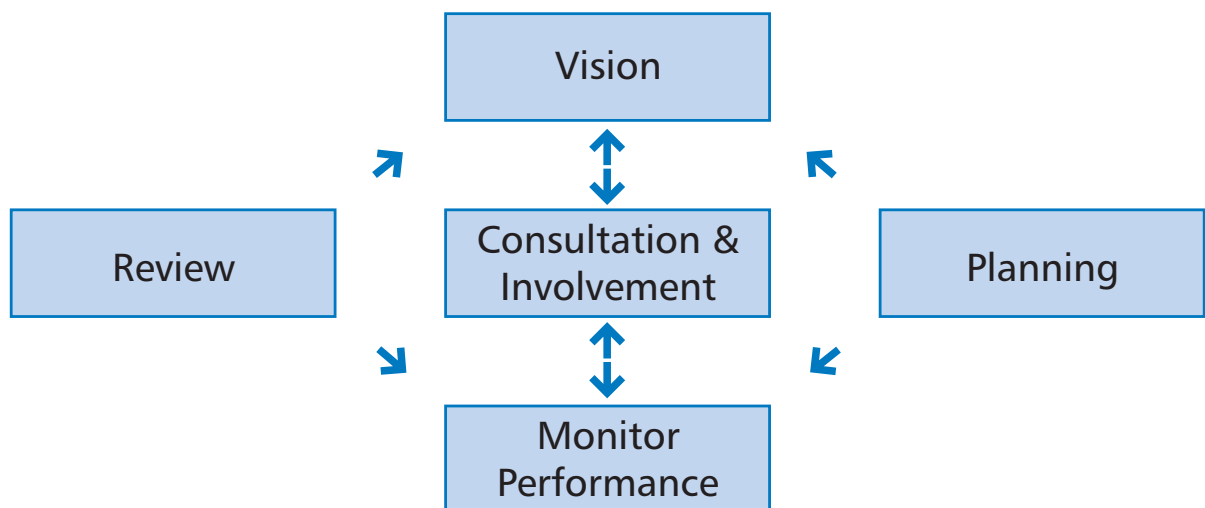 Vision
Review
Consultation &
Involvement
Planning
Monitor
Performance